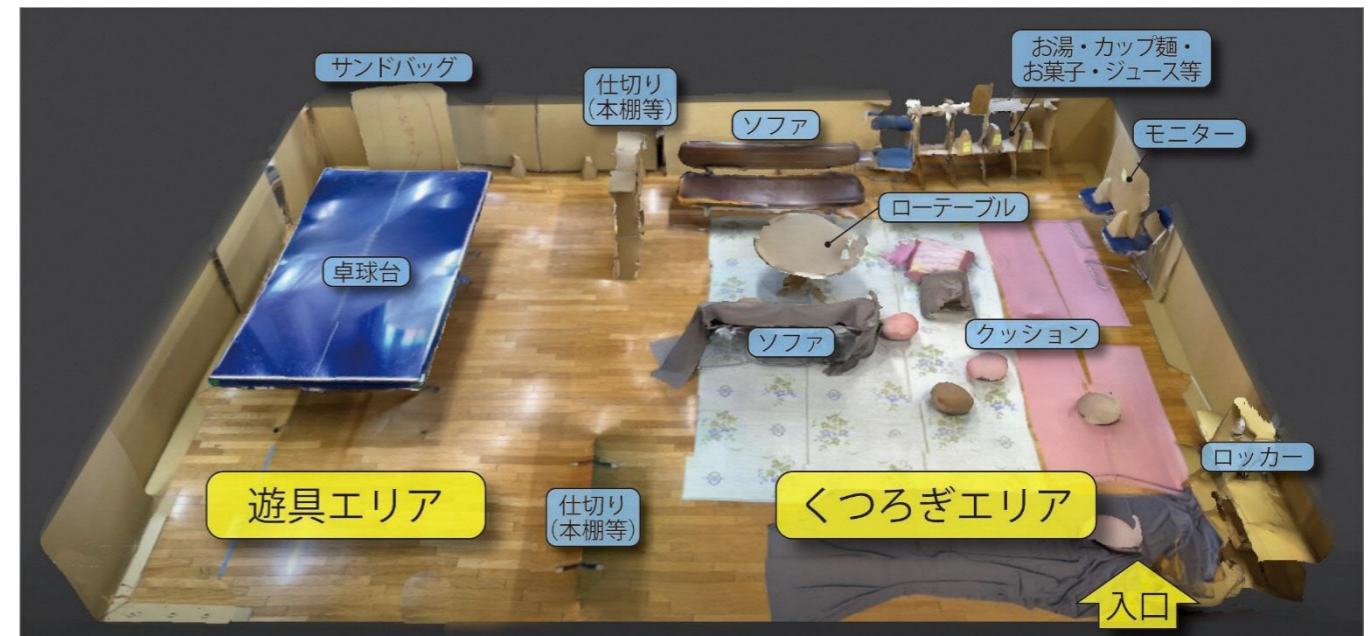 サンドバッグ
仕切り
(本棚等)
ソファ
お湯・カップ麺・
お菓子・ジュース等
モニター
ローテーブル
卓球台
ソファ
クッション
ロッカー
遊具エリア
仕切り
(本棚等)
くつろぎエリア
入口